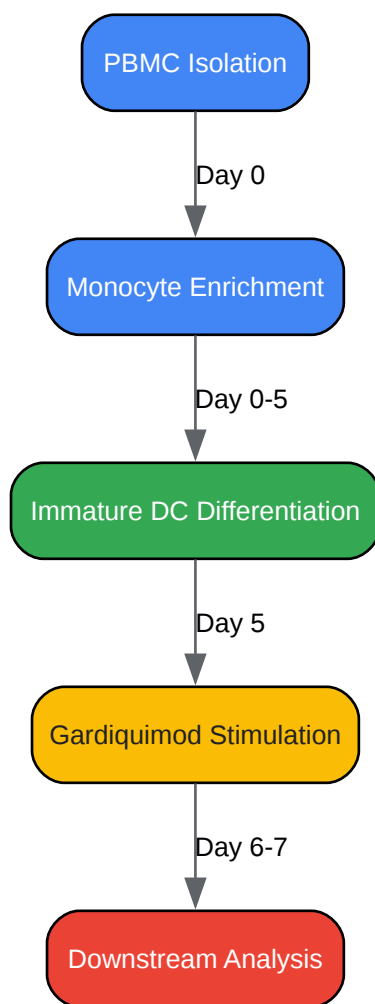 PBMC Isolation
Day 0
Monocyte Enrichment
Day 0-5
Immature DC Differentiation
Day 5
Gardiquimod Stimulation
Day 6-7
Downstream Analysis